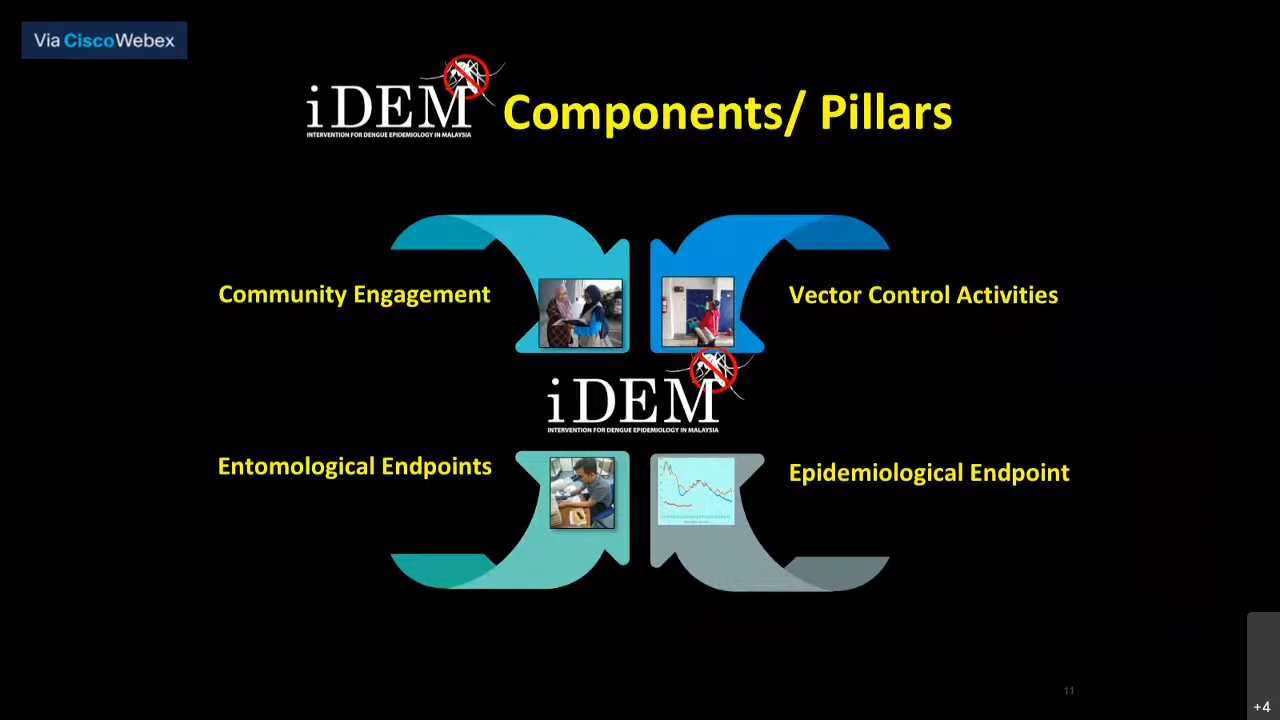 Via CiscoWebex
iDEM
INTERVENTION FOR DENGUE EPIDEMIOLOGY IN MALAYSIA
Components/ Pillars
Community Engagement
Vector Control Activities
iDEM
INTERVENTION FOR DENGUE EPIDEMIOLOGY IN MALAYSIA
Entomological Endpoints
Epidemiological Endpoint
11
+4